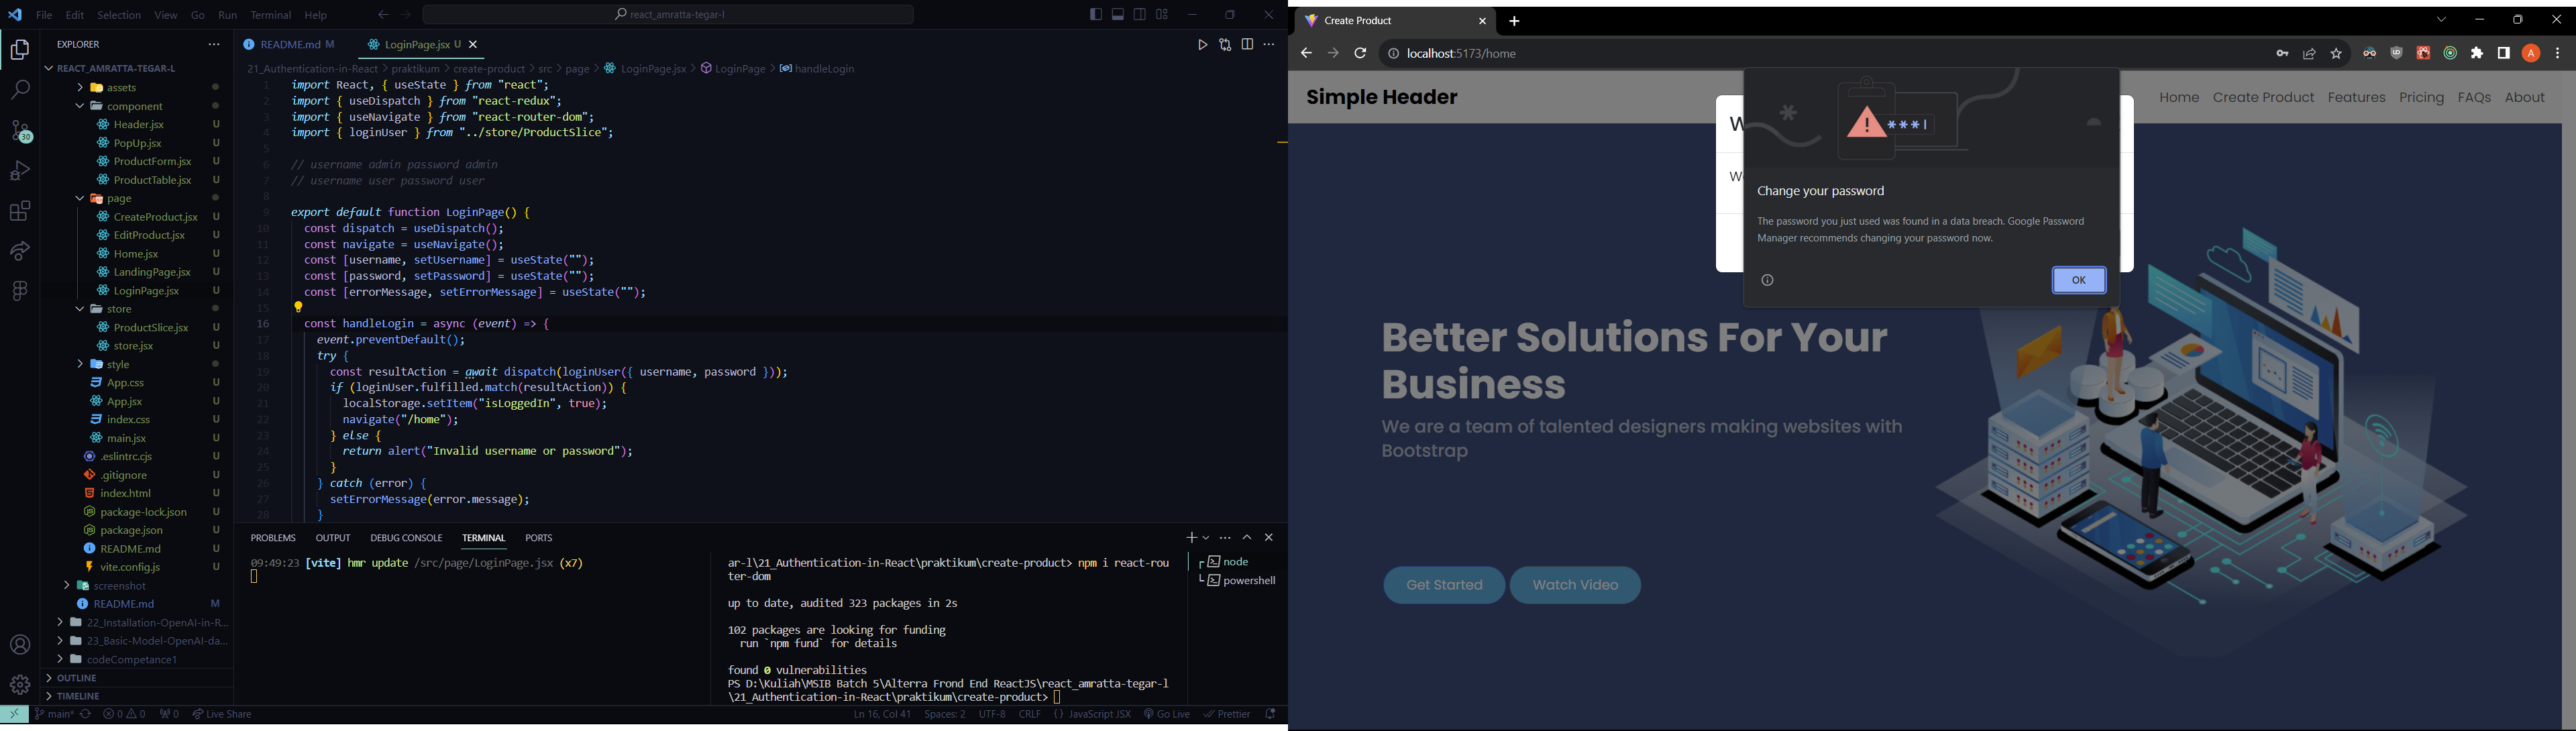 File Edit Selection View Go Run Terminal Help
react_amratta-tegar-l
EXPLORER
REACT_AMRATTA-TEGAR-L
assets
component
Header.jsx U
PopUp.jsx U
ProductForm.jsx U
ProductTable.jsx U
page
CreateProduct.jsx U
EditProduct.jsx U
Home.jsx U
LandingPage.jsx U
LoginPage.jsx U
store
ProductSlice.jsx U
store.jsx U
style
App.css U
App.jsx U
index.css U
main.jsx U
.eslintrc.cjs U
.gitignore U
index.html U
package-lock.json U
package.json U
README.md U
vite.config.js U
screenshot
README.md M
22_Installation-OpenAI-in-R...
23_Basic-Model-OpenAI-da...
codeCompetance1
OUTLINE
TIMELINE
30
README.md M
LoginPage.jsx U
21_Authentication-in-React > praktikum > create-product > src > page > LoginPage.jsx > LoginPage > handleLogin
1 import React, { useState } from "react";
2 import { useDispatch } from "react-redux";
3 import { useNavigate } from "react-router-dom";
4 import { loginUser } from "../store/ProductSlice";
5
6 // username admin password admin
7 // username user password user
8
9 export default function LoginPage() {
10 const dispatch = useDispatch();
11 const navigate = useNavigate();
12 const [username, setUsername] = useState("");
13 const [password, setPassword] = useState("");
14 const [errorMessage, setErrorMessage] = useState("");
15
16 const handleLogin = async (event) => {
17 event.preventDefault();
18 try {
19 const resultAction = await dispatch(loginUser({ username, password }));
20 if (loginUser.fulfilled.match(resultAction)) {
21 localStorage.setItem("isLoggedIn", true);
22 navigate("/home");
23 } else {
24 return alert("Invalid username or password");
25 }
26 } catch (error) {
27 setErrorMessage(error.message);
28 }
PROBLEMS OUTPUT DEBUG CONSOLE TERMINAL PORTS
09:49:23 [vite] hmr update /src/page/LoginPage.jsx (x7)
ar-l\21_Authentication-in-React\praktikum\create-product> npm i react-rou
ter-dom
up to date, audited 323 packages in 2s
102 packages are looking for funding
run `npm fund` for details
found 0 vulnerabilities
PS D:\Kuliah\MSIB Batch 5\Alterra Frond End ReactJS\react_amratta-tegar-l
\21_Authentication-in-React\praktikum\create-product>
node
powershell
main* 0 0 0 Live Share
Ln 16, Col 41 Spaces: 2 UTF-8 CRLF {} JavaScript JSX Go Live Prettier
Create Product
localhost:5173/home
A
Simple Header
Home Create Product Features Pricing FAQs About
***|
Change your password
The password you just used was found in a data breach. Google Password
Manager recommends changing your password now.
OK
Better Solutions For Your
Business
We are a team of talented designers making websites with
Bootstrap
Get Started
Watch Video